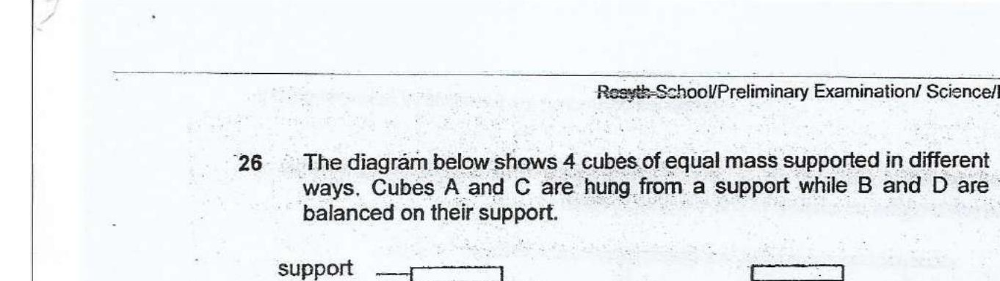 Rosyth School/Preliminary Examination/ Science/
26 The diagram below shows 4 cubes of equal mass supported in different
ways. Cubes A and C are hung from a support while B and D are
balanced on their support.
support